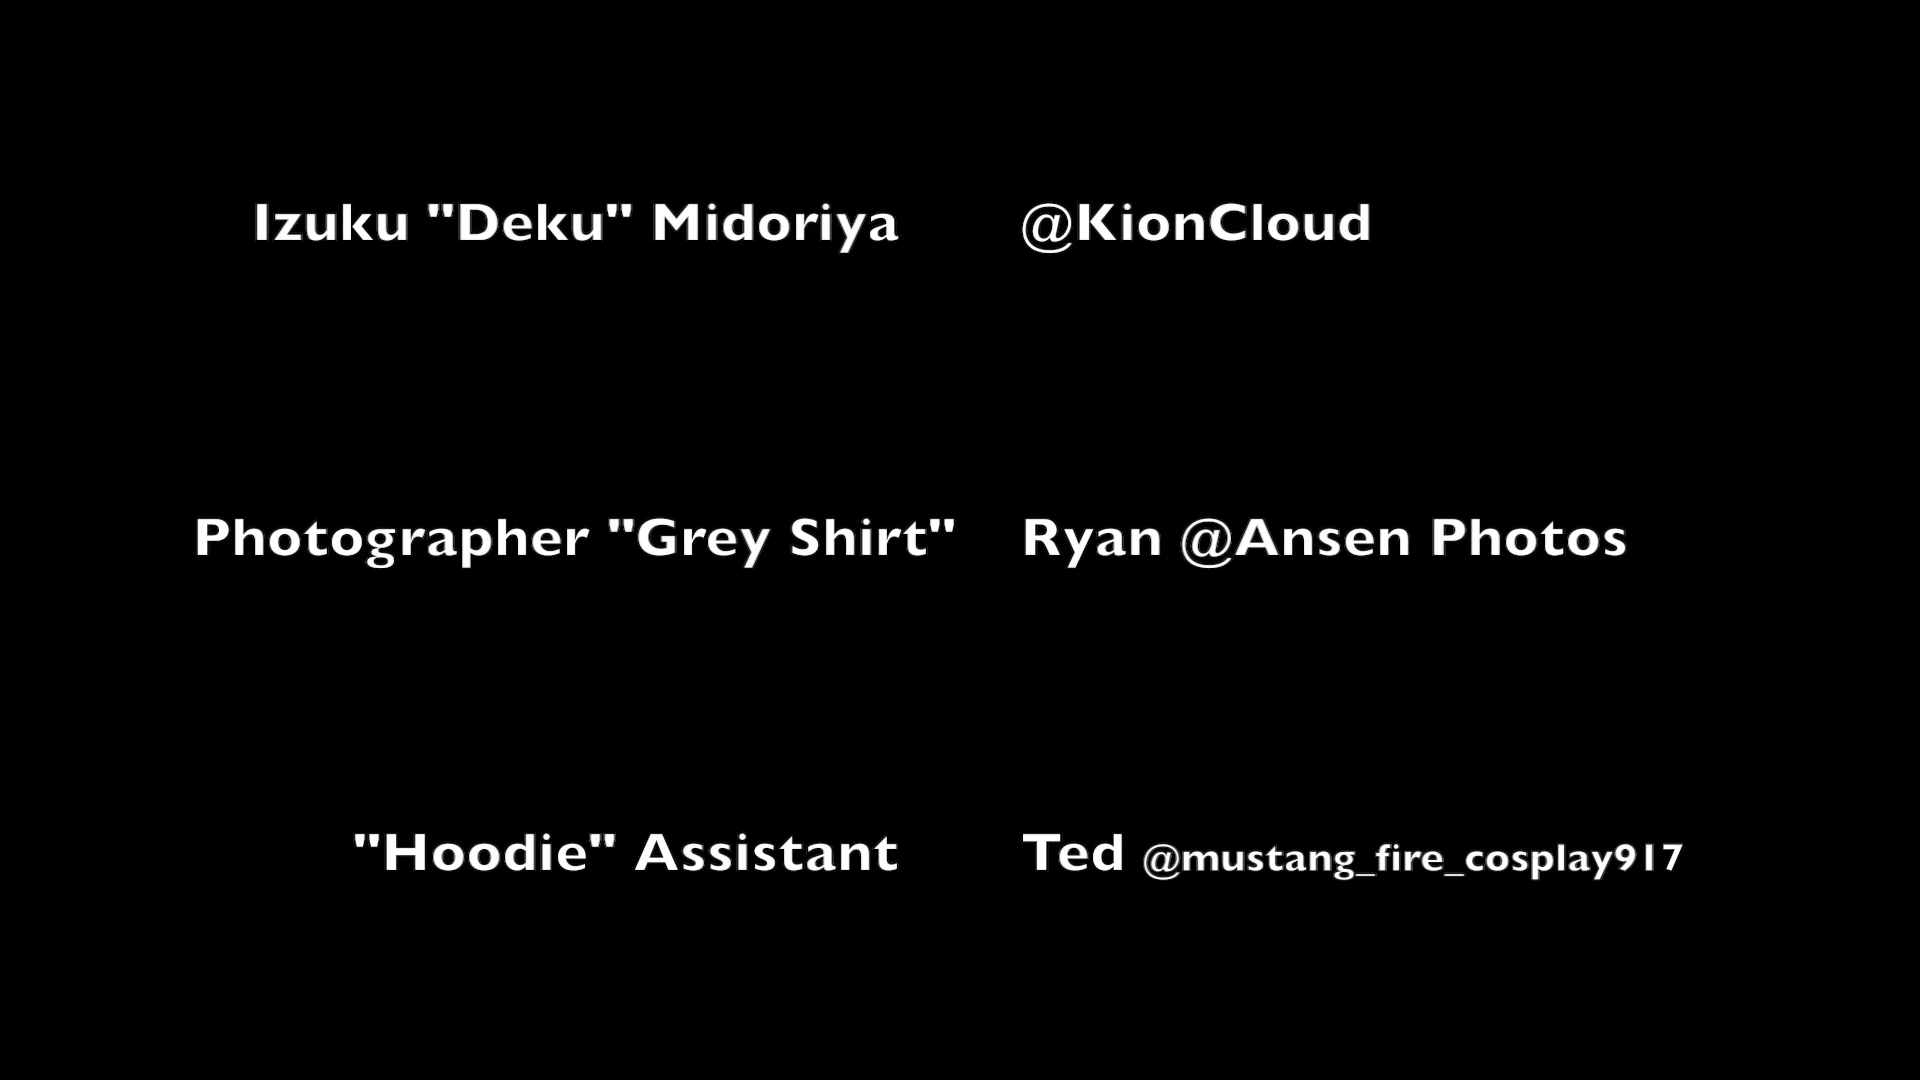 Izuku "Deku" Midoriya @KionCloud
Photographer "Grey Shirt" Ryan @Ansen Photos
"Hoodie" Assistant Ted @mustang_fire_cosplay917